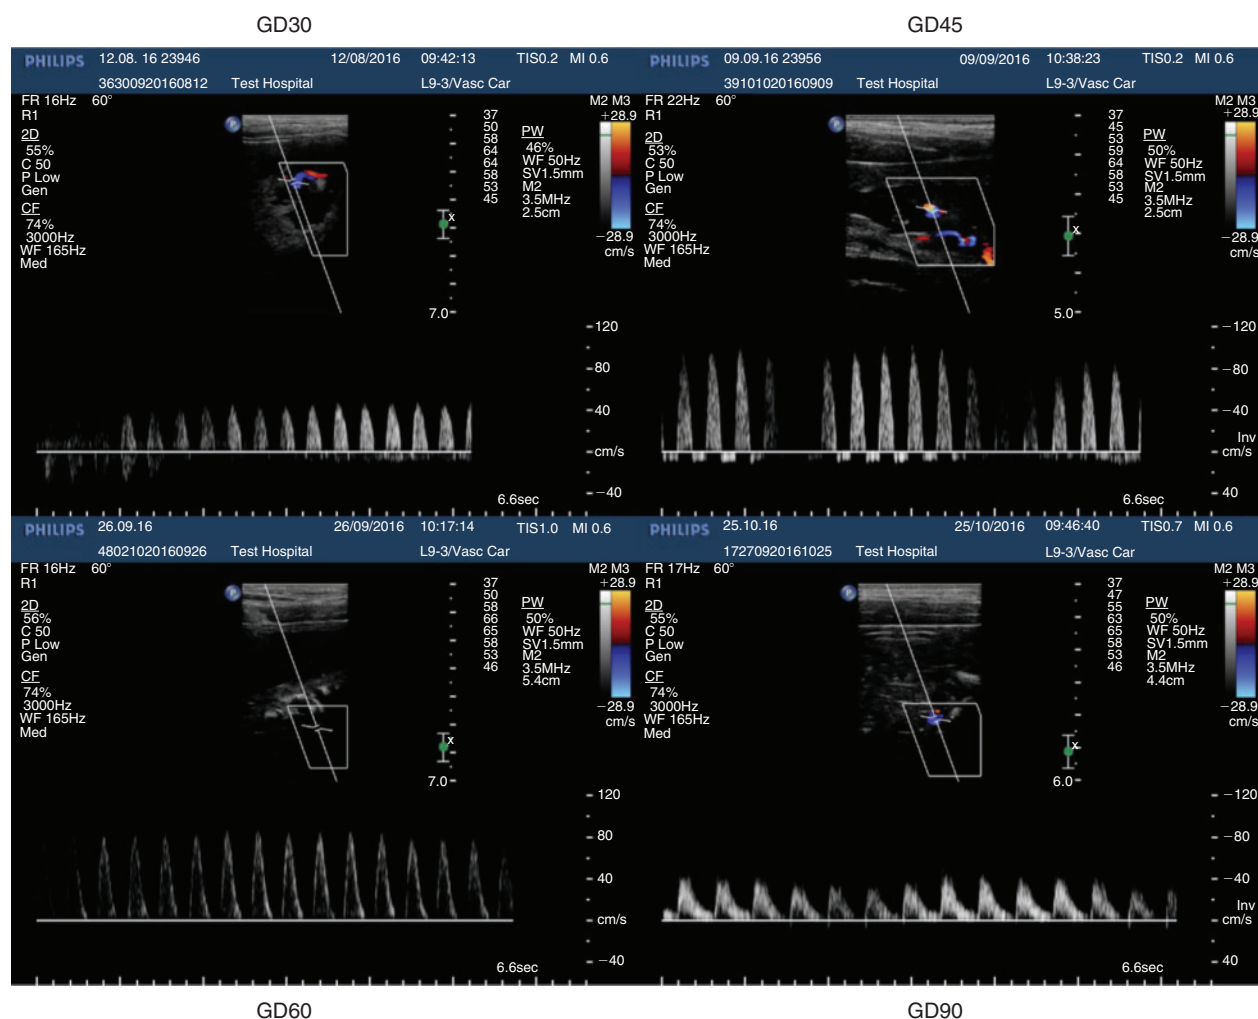 GD30
GD45
PHILIPS 12.08. 16 23946 12/08/2016 09:42:13 TIS0.2 MI 0.6
36300920160812 Test Hospital L9-3/Vasc Car
FR 16Hz 60°
R1
2D
55%
C 50
P Low
Gen
CF
74%
3000Hz
WF 165Hz
Med
37
50
58
64
64
58
53
45
PW
46%
WF 50Hz
SV1.5mm
M2
3.5MHz
2.5cm
M2 M3
+28.9
-28.9
cm/s
x
7.0
120
80
40
cm/s
-40
6.6sec
PHILIPS 09.09.16 23956 09/09/2016 10:38:23 TIS0.2 MI 0.6
39101020160909 Test Hospital L9-3/Vasc Car
FR 22Hz 60°
R1
2D
53%
C 50
P Low
Gen
CF
74%
3000Hz
WF 165Hz
Med
37
45
53
59
64
58
53
45
PW
50%
WF 50Hz
SV1.5mm
M2
3.5MHz
2.5cm
M2 M3
+28.9
-28.9
cm/s
x
5.0
-120
-80
-40
Inv
cm/s
40
6.6sec
PHILIPS 26.09.16 26/09/2016 10:17:14 TIS1.0 MI 0.6
48021020160926 Test Hospital L9-3/Vasc Car
FR 16Hz 60°
R1
2D
56%
C 50
P Low
Gen
CF
74%
3000Hz
WF 165Hz
Med
37
50
58
66
65
58
53
46
PW
50%
WF 50Hz
SV1.5mm
M2
3.5MHz
5.4cm
M2 M3
+28.9
-28.9
cm/s
x
7.0
120
80
40
cm/s
-40
6.6sec
PHILIPS 25.10.16 25/10/2016 09:46:40 TIS0.7 MI 0.6
17270920161025 Test Hospital L9-3/Vasc Car
FR 17Hz 60°
R1
2D
55%
C 50
P Low
Gen
CF
74%
3000Hz
WF 165Hz
Med
37
47
55
63
65
58
53
46
PW
50%
WF 50Hz
SV1.5mm
M2
3.5MHz
4.4cm
M2 M3
+28.9
-28.9
cm/s
x
6.0
-120
-80
-40
Inv
cm/s
40
6.6sec
GD60
GD90